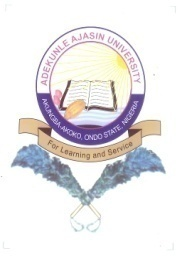 ADEKUNLE AJASIN UNIVERSITY
AKUNGBA-AKOKO, ONDO STATE, NIGERIA
For Learning and Service